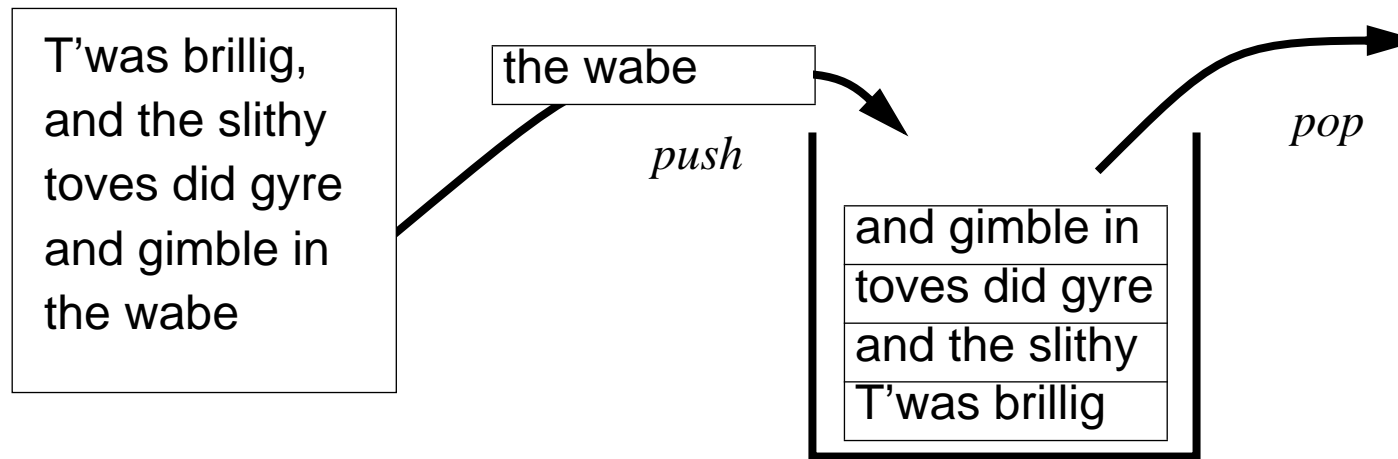 T’was brillig,
and the slithy
toves did gyre
and gimble in
the wabe
the wabe
push
pop
and gimble in
toves did gyre
and the slithy
T’was brillig